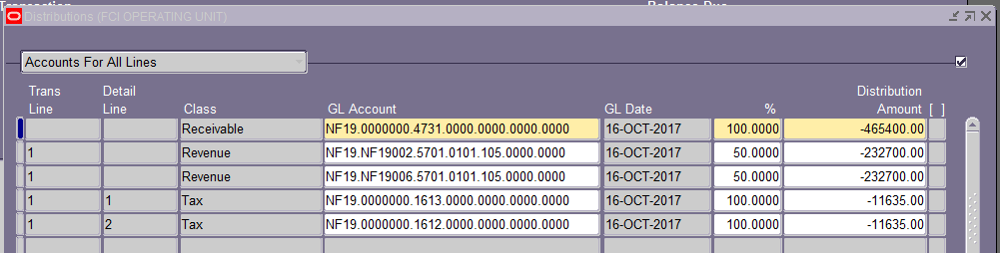 Transaction Balance Due
Distributions (FCI OPERATING UNIT)
Accounts For All Lines
Trans Detail Distribution
Line Line Class GL Account GL Date % Amount [ ]
Receivable NF19.0000000.4731.0000.0000.0000.0000 16-OCT-2017 100.0000 -465400.00
1 Revenue NF19.NF19002.5701.0101.105.0000.0000 16-OCT-2017 50.0000 -232700.00
1 Revenue NF19.NF19006.5701.0101.105.0000.0000 16-OCT-2017 50.0000 -232700.00
1 1 Tax NF19.0000000.1613.0000.0000.0000.0000 16-OCT-2017 100.0000 -11635.00
1 2 Tax NF19.0000000.1612.0000.0000.0000.0000 16-OCT-2017 100.0000 -11635.00